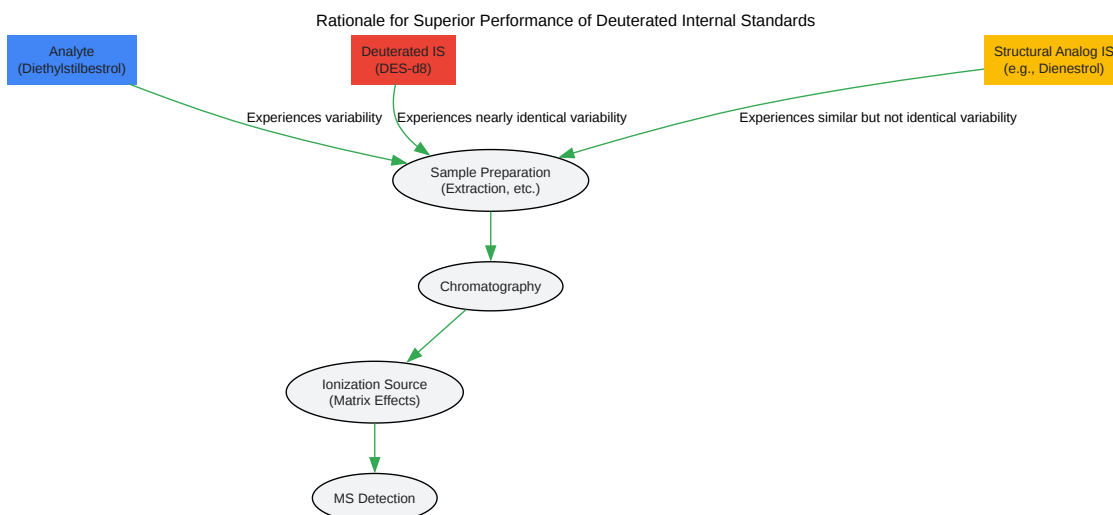 Rationale for Superior Performance of Deuterated Internal Standards
Analyte
(Diethylstilbestrol)
Deuterated IS
(DES-d8)
Structural Analog IS
(e.g., Dienestrol)
Experiences variability
Experiences nearly identical variability
Experiences similar but not identical variability
Sample Preparation
(Extraction, etc.)
Chromatography
Ionization Source
(Matrix Effects)
MS Detection